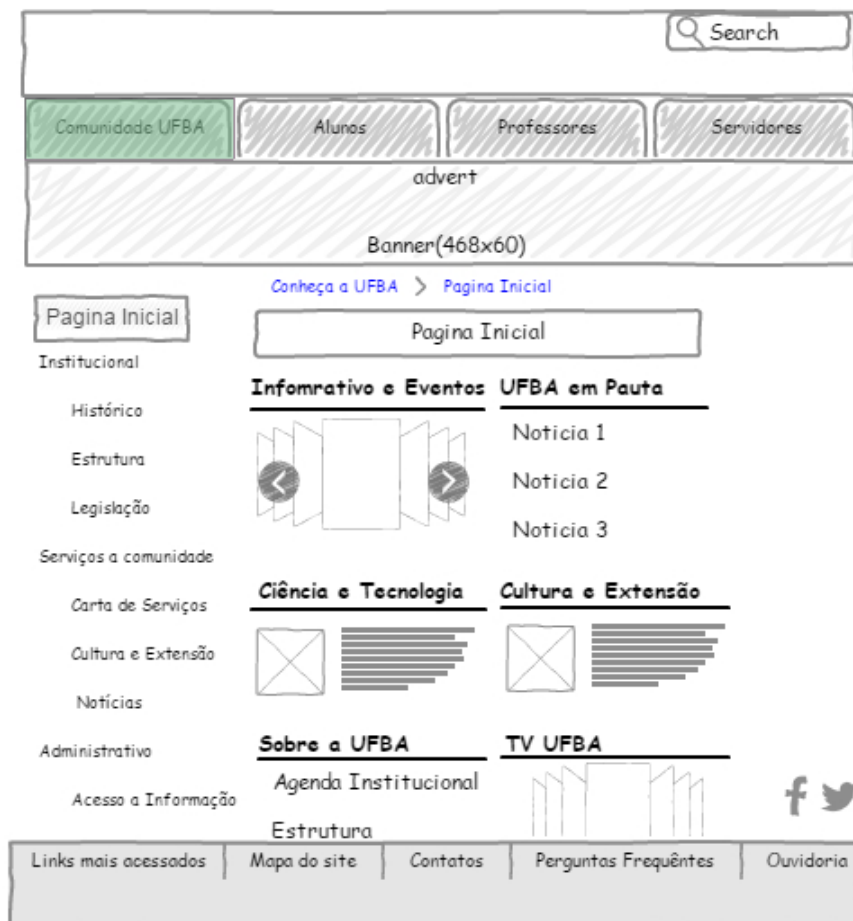 Search
Comunidade UFBA
Alunos
Professores
Servidores
advert
Banner(468x60)
Conheça a UFBA
Pagina Inicial
Pagina Inicial
Institucional
Histórico
Estrutura
Legislação
Serviços a comunidade
Carta de Serviços
Cultura e Extensão
Notícias
Administrativo
Acesso a Informação
Pagina Inicial
Infomrativo e Eventos
UFBA em Pauta
Noticia 1
Noticia 2
Noticia 3
Ciência e Tecnologia
Cultura e Extensão
Sobre a UFBA
Agenda Institucional
Estrutura
TV UFBA
Links mais acessados
Mapa do site
Contatos
Perguntas Frequêntes
Ouvidoria